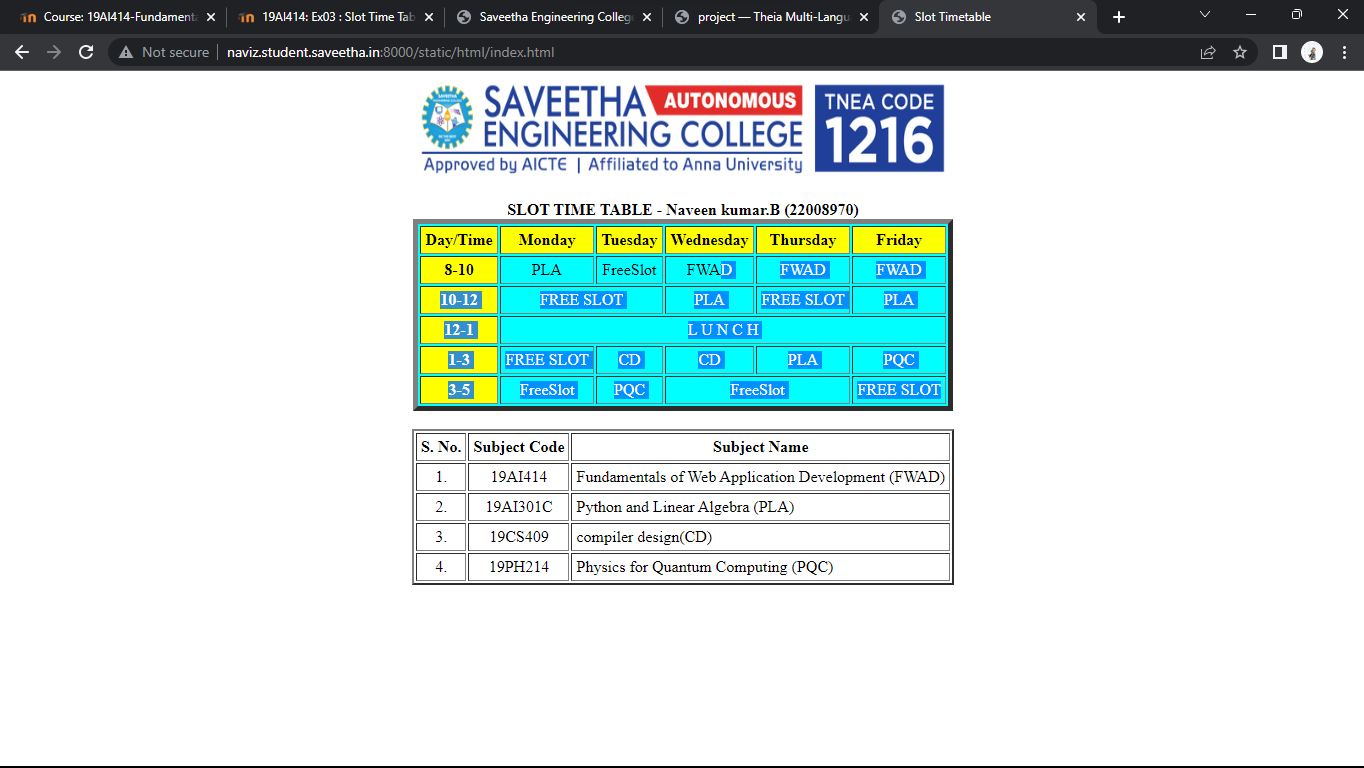 Course: 19AI414-Fundament
19AI414: Ex03 : Slot Time Tab
Saveetha Engineering College
project — Theia Multi-Langu
Slot Timetable
Not secure
naviz.student.saveetha.in:8000/static/html/index.html
SAVEETHA AUTONOMOUS
ENGINEERING COLLEGE
Approved by AICTE | Affiliated to Anna University
TNEA CODE
1216
SLOT TIME TABLE - Naveen kumar.B (22008970)
Day/Time Monday Tuesday Wednesday Thursday Friday
8-10 PLA FreeSlot FWAD FWAD FWAD
10-12 FREE SLOT PLA FREE SLOT PLA
12-1 L U N C H
1-3 FREE SLOT CD CD PLA PQC
3-5 FreeSlot PQC FreeSlot FREE SLOT
S. No. Subject Code Subject Name
1. 19AI414 Fundamentals of Web Application Development (FWAD)
2. 19AI301C Python and Linear Algebra (PLA)
3. 19CS409 compiler design(CD)
4. 19PH214 Physics for Quantum Computing (PQC)